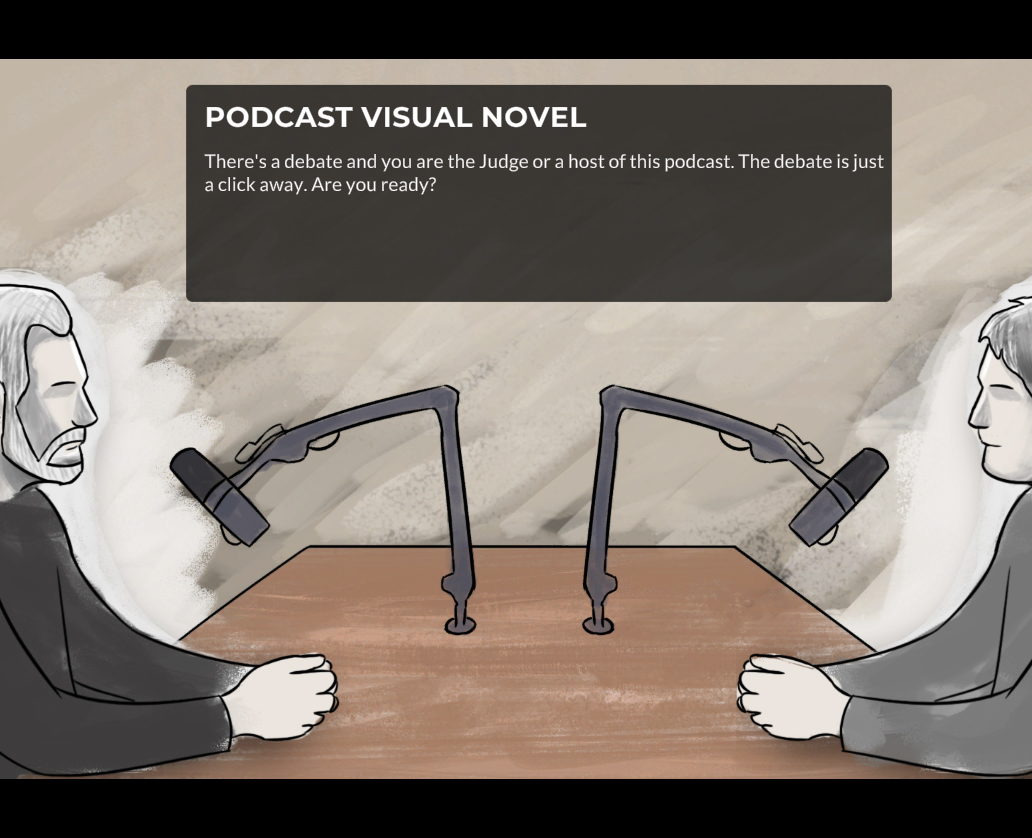 PODCAST VISUAL NOVEL
There's a debate and you are the Judge or a host of this podcast. The debate is just
a click away. Are you ready?